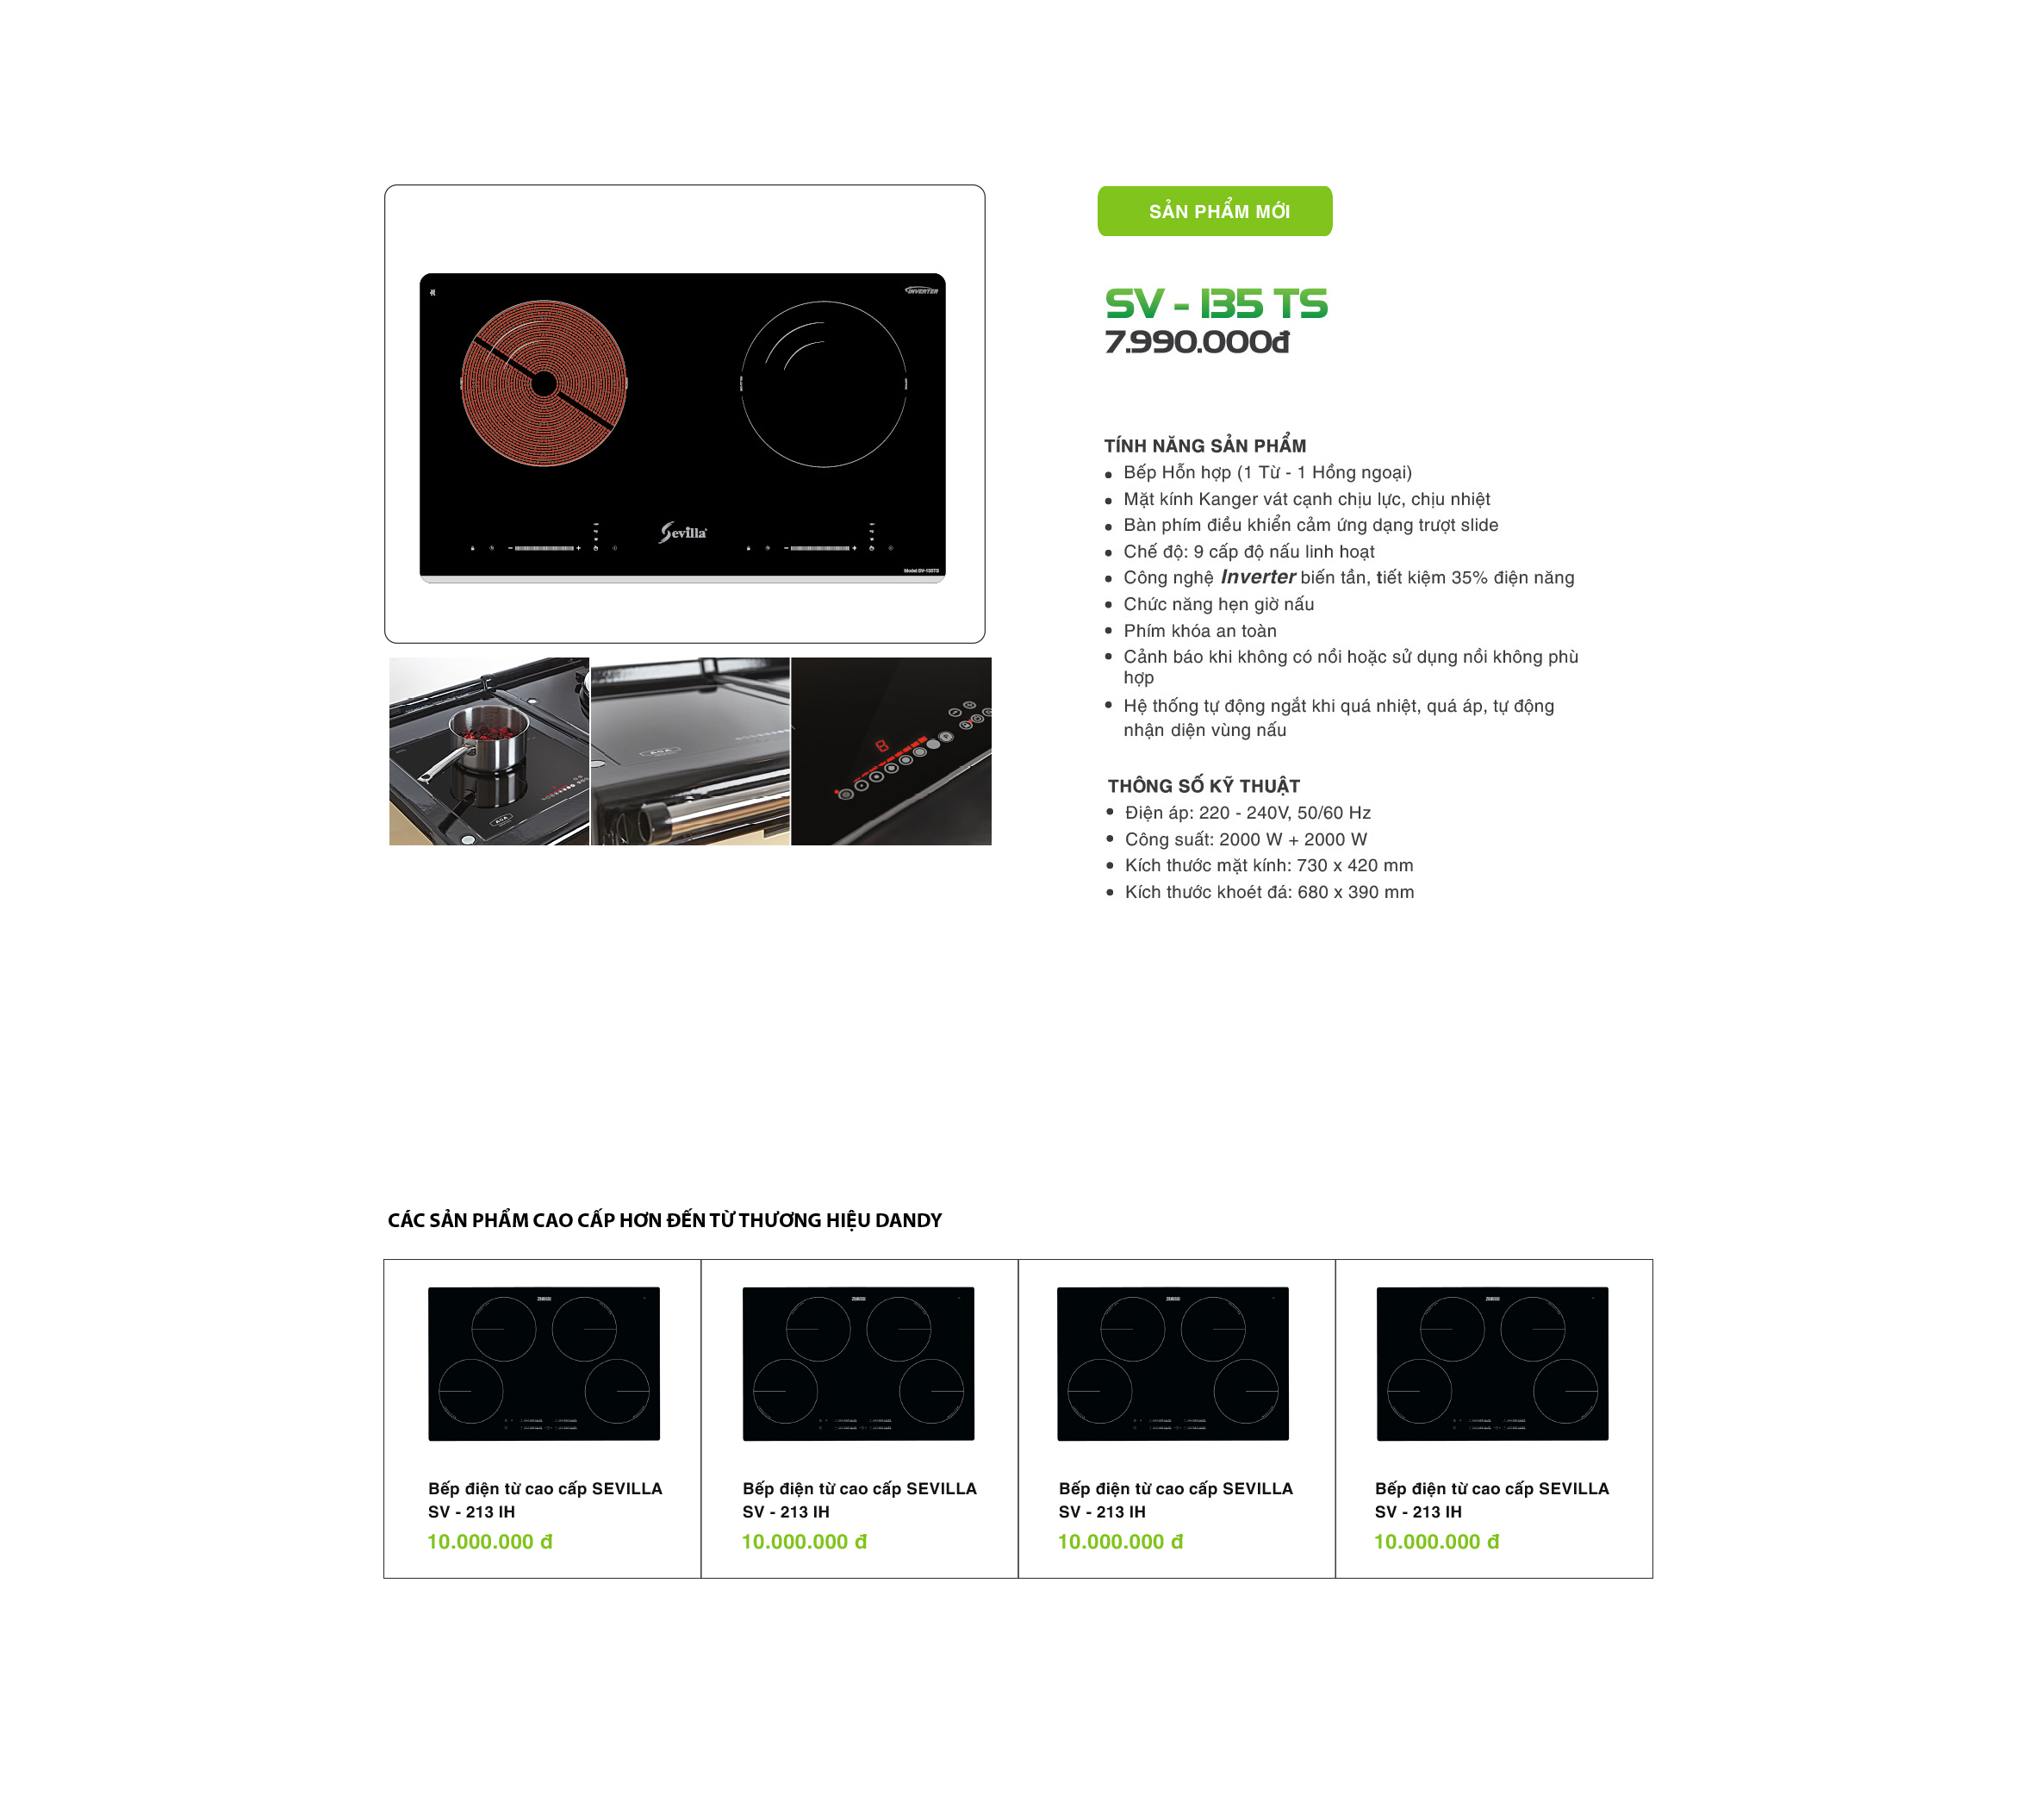 SẢN PHẨM MỚI
INVERTER
SV - 135 TS
7.990.000đ
Sevilla
Model:SV-135TS
TÍNH NĂNG SẢN PHẨM
Bếp Hỗn hợp (1 Từ - 1 Hồng ngoại)
Mặt kính Kanger vát cạnh chịu lực, chịu nhiệt
Bàn phím điều khiển cảm ứng dạng trượt slide
Chế độ: 9 cấp độ nấu linh hoạt
Công nghệ Inverter biến tần, tiết kiệm 35% điện năng
Chức năng hẹn giờ nấu
Phím khóa an toàn
Cảnh báo khi không có nồi hoặc sử dụng nồi không phù
hợp
Hệ thống tự động ngắt khi quá nhiệt, quá áp, tự động
nhận diện vùng nấu
AGA
AGA
8
THÔNG SỐ KỸ THUẬT
Điện áp: 220 - 240V, 50/60 Hz
Công suất: 2000 W + 2000 W
Kích thước mặt kính: 730 x 420 mm
Kích thước khoét đá: 680 x 390 mm
CÁC SẢN PHẨM CAO CẤP HƠN ĐẾN TỪ THƯƠNG HIỆU DANDY
Bếp điện từ cao cấp SEVILLA
SV - 213 IH
10.000.000 đ
Bếp điện từ cao cấp SEVILLA
SV - 213 IH
10.000.000 đ
Bếp điện từ cao cấp SEVILLA
SV - 213 IH
10.000.000 đ
Bếp điện từ cao cấp SEVILLA
SV - 213 IH
10.000.000 đ